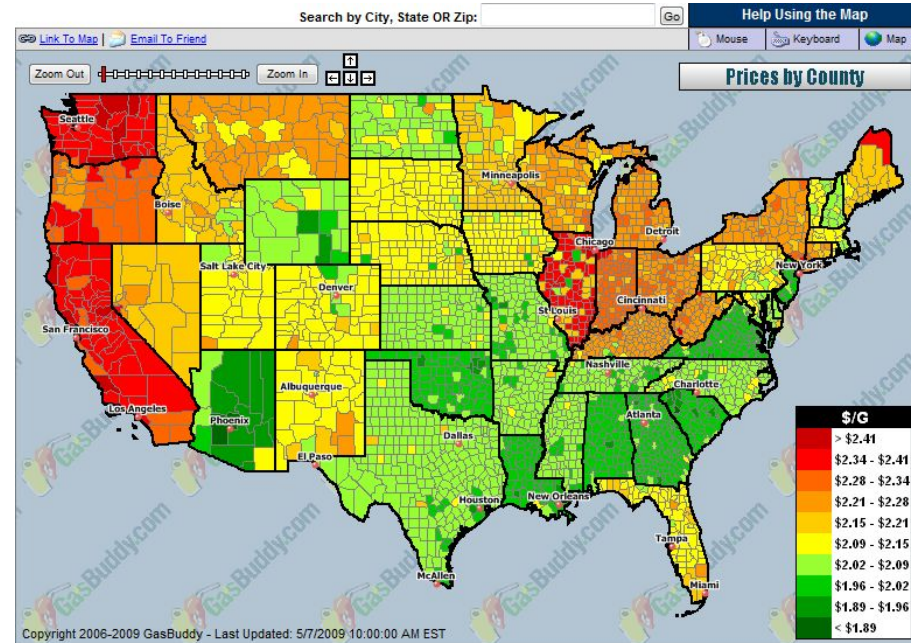 Search by City, State OR Zip:
Go
Help Using the Map
Link To Map | Email To Friend
Mouse
Keyboard
Map
Zoom Out
Zoom In
Prices by County
Seattle
Minneapolis
Boise
Detroit
Chicago
New York
Salt Lake City
Denver
Cincinnati
St Louis
San Francisco
Nashville
Albuquerque
Charlotte
Los Angeles
Phoenix
Atlanta
Dallas
El Paso
Houston
New Orleans
Tampa
McAllen
Miami
$/G
> $2.41
$2.34 - $2.41
$2.28 - $2.34
$2.21 - $2.28
$2.15 - $2.21
$2.09 - $2.15
$2.02 - $2.09
$1.96 - $2.02
$1.89 - $1.96
< $1.89
GasBuddy.com
Copyright 2006-2009 GasBuddy - Last Updated: 5/7/2009 10:00:00 AM EST